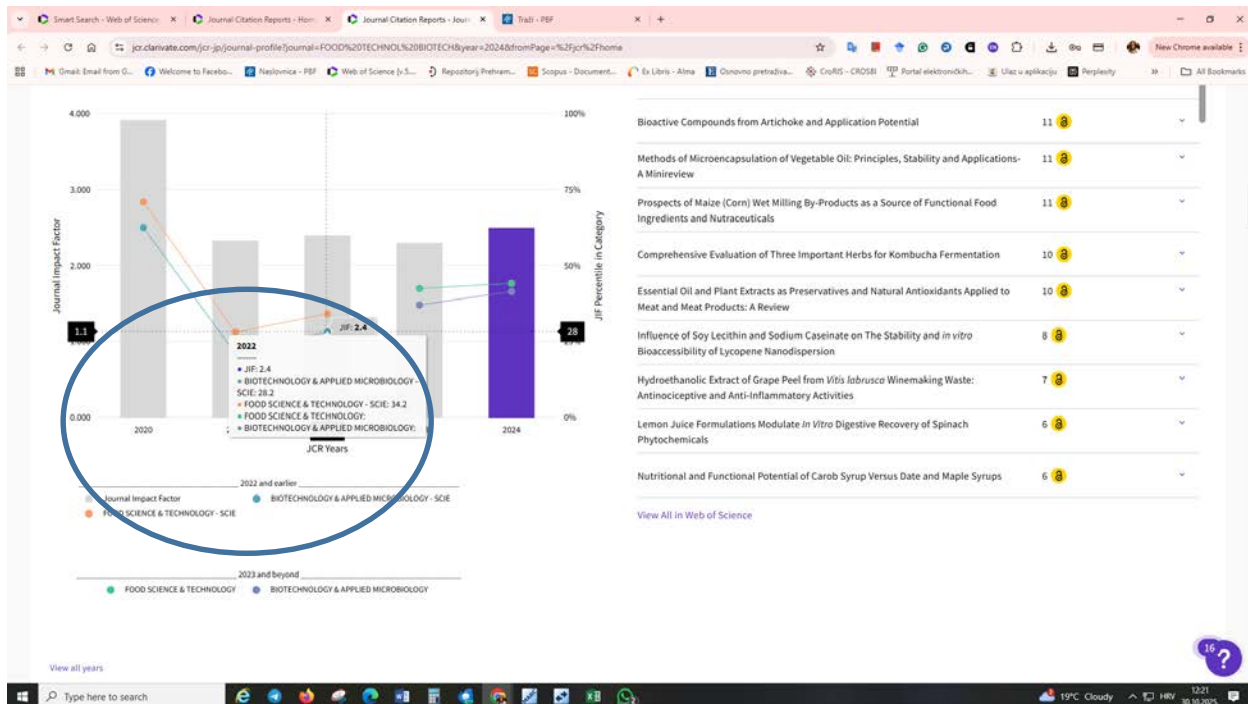 Smart Search - Web of Science
Journal Citation Reports - Hom
Journal Citation Reports - Jour
Traži - PBF
jcr.clarivate.com/jcr-jp/journal-profile?journal=FOOD%20TECHNOL%20BIOTECH&year=2024&fromPage=%2Fjcr%2Fhome
New Chrome available
Gmail: Email from G...
Welcome to Facebo...
Naslovnica - PBF
Web of Science [v.5....
Repozitorij Prehram...
Scopus - Document...
Ex Libris - Alma
Osnovno pretraživa...
CroRIS - CROSBI
Portal elektroničkih...
Ulaz u aplikaciju
Perplexity
All Bookmarks
4.000
3.000
2.000
1.1
0.000
Journal Impact Factor
100%
75%
50%
28
0%
JIF Percentile in Category
JIF: 2.4
2022
JIF: 2.4
BIOTECHNOLOGY & APPLIED MICROBIOLOGY -
SCIE: 28.2
FOOD SCIENCE & TECHNOLOGY - SCIE: 34.2
FOOD SCIENCE & TECHNOLOGY:
BIOTECHNOLOGY & APPLIED MICROBIOLOGY:
2020
2024
JCR Years
2022 and earlier
Journal Impact Factor
BIOTECHNOLOGY & APPLIED MICROBIOLOGY - SCIE
FOOD SCIENCE & TECHNOLOGY - SCIE
2023 and beyond
FOOD SCIENCE & TECHNOLOGY
BIOTECHNOLOGY & APPLIED MICROBIOLOGY
View all years
Bioactive Compounds from Artichoke and Application Potential 11
Methods of Microencapsulation of Vegetable Oil: Principles, Stability and Applications- 11
A Minireview
Prospects of Maize (Corn) Wet Milling By-Products as a Source of Functional Food 11
Ingredients and Nutraceuticals
Comprehensive Evaluation of Three Important Herbs for Kombucha Fermentation 10
Essential Oil and Plant Extracts as Preservatives and Natural Antioxidants Applied to 10
Meat and Meat Products: A Review
Influence of Soy Lecithin and Sodium Caseinate on The Stability and in vitro 8
Bioaccessibility of Lycopene Nanodispersion
Hydroethanolic Extract of Grape Peel from Vitis labrusca Winemaking Waste: 7
Antinociceptive and Anti-Inflammatory Activities
Lemon Juice Formulations Modulate In Vitro Digestive Recovery of Spinach 6
Phytochemicals
Nutritional and Functional Potential of Carob Syrup Versus Date and Maple Syrups 6
View All in Web of Science
16
?
Type here to search
19°C Cloudy
HRV
12:21
30.10.2025.